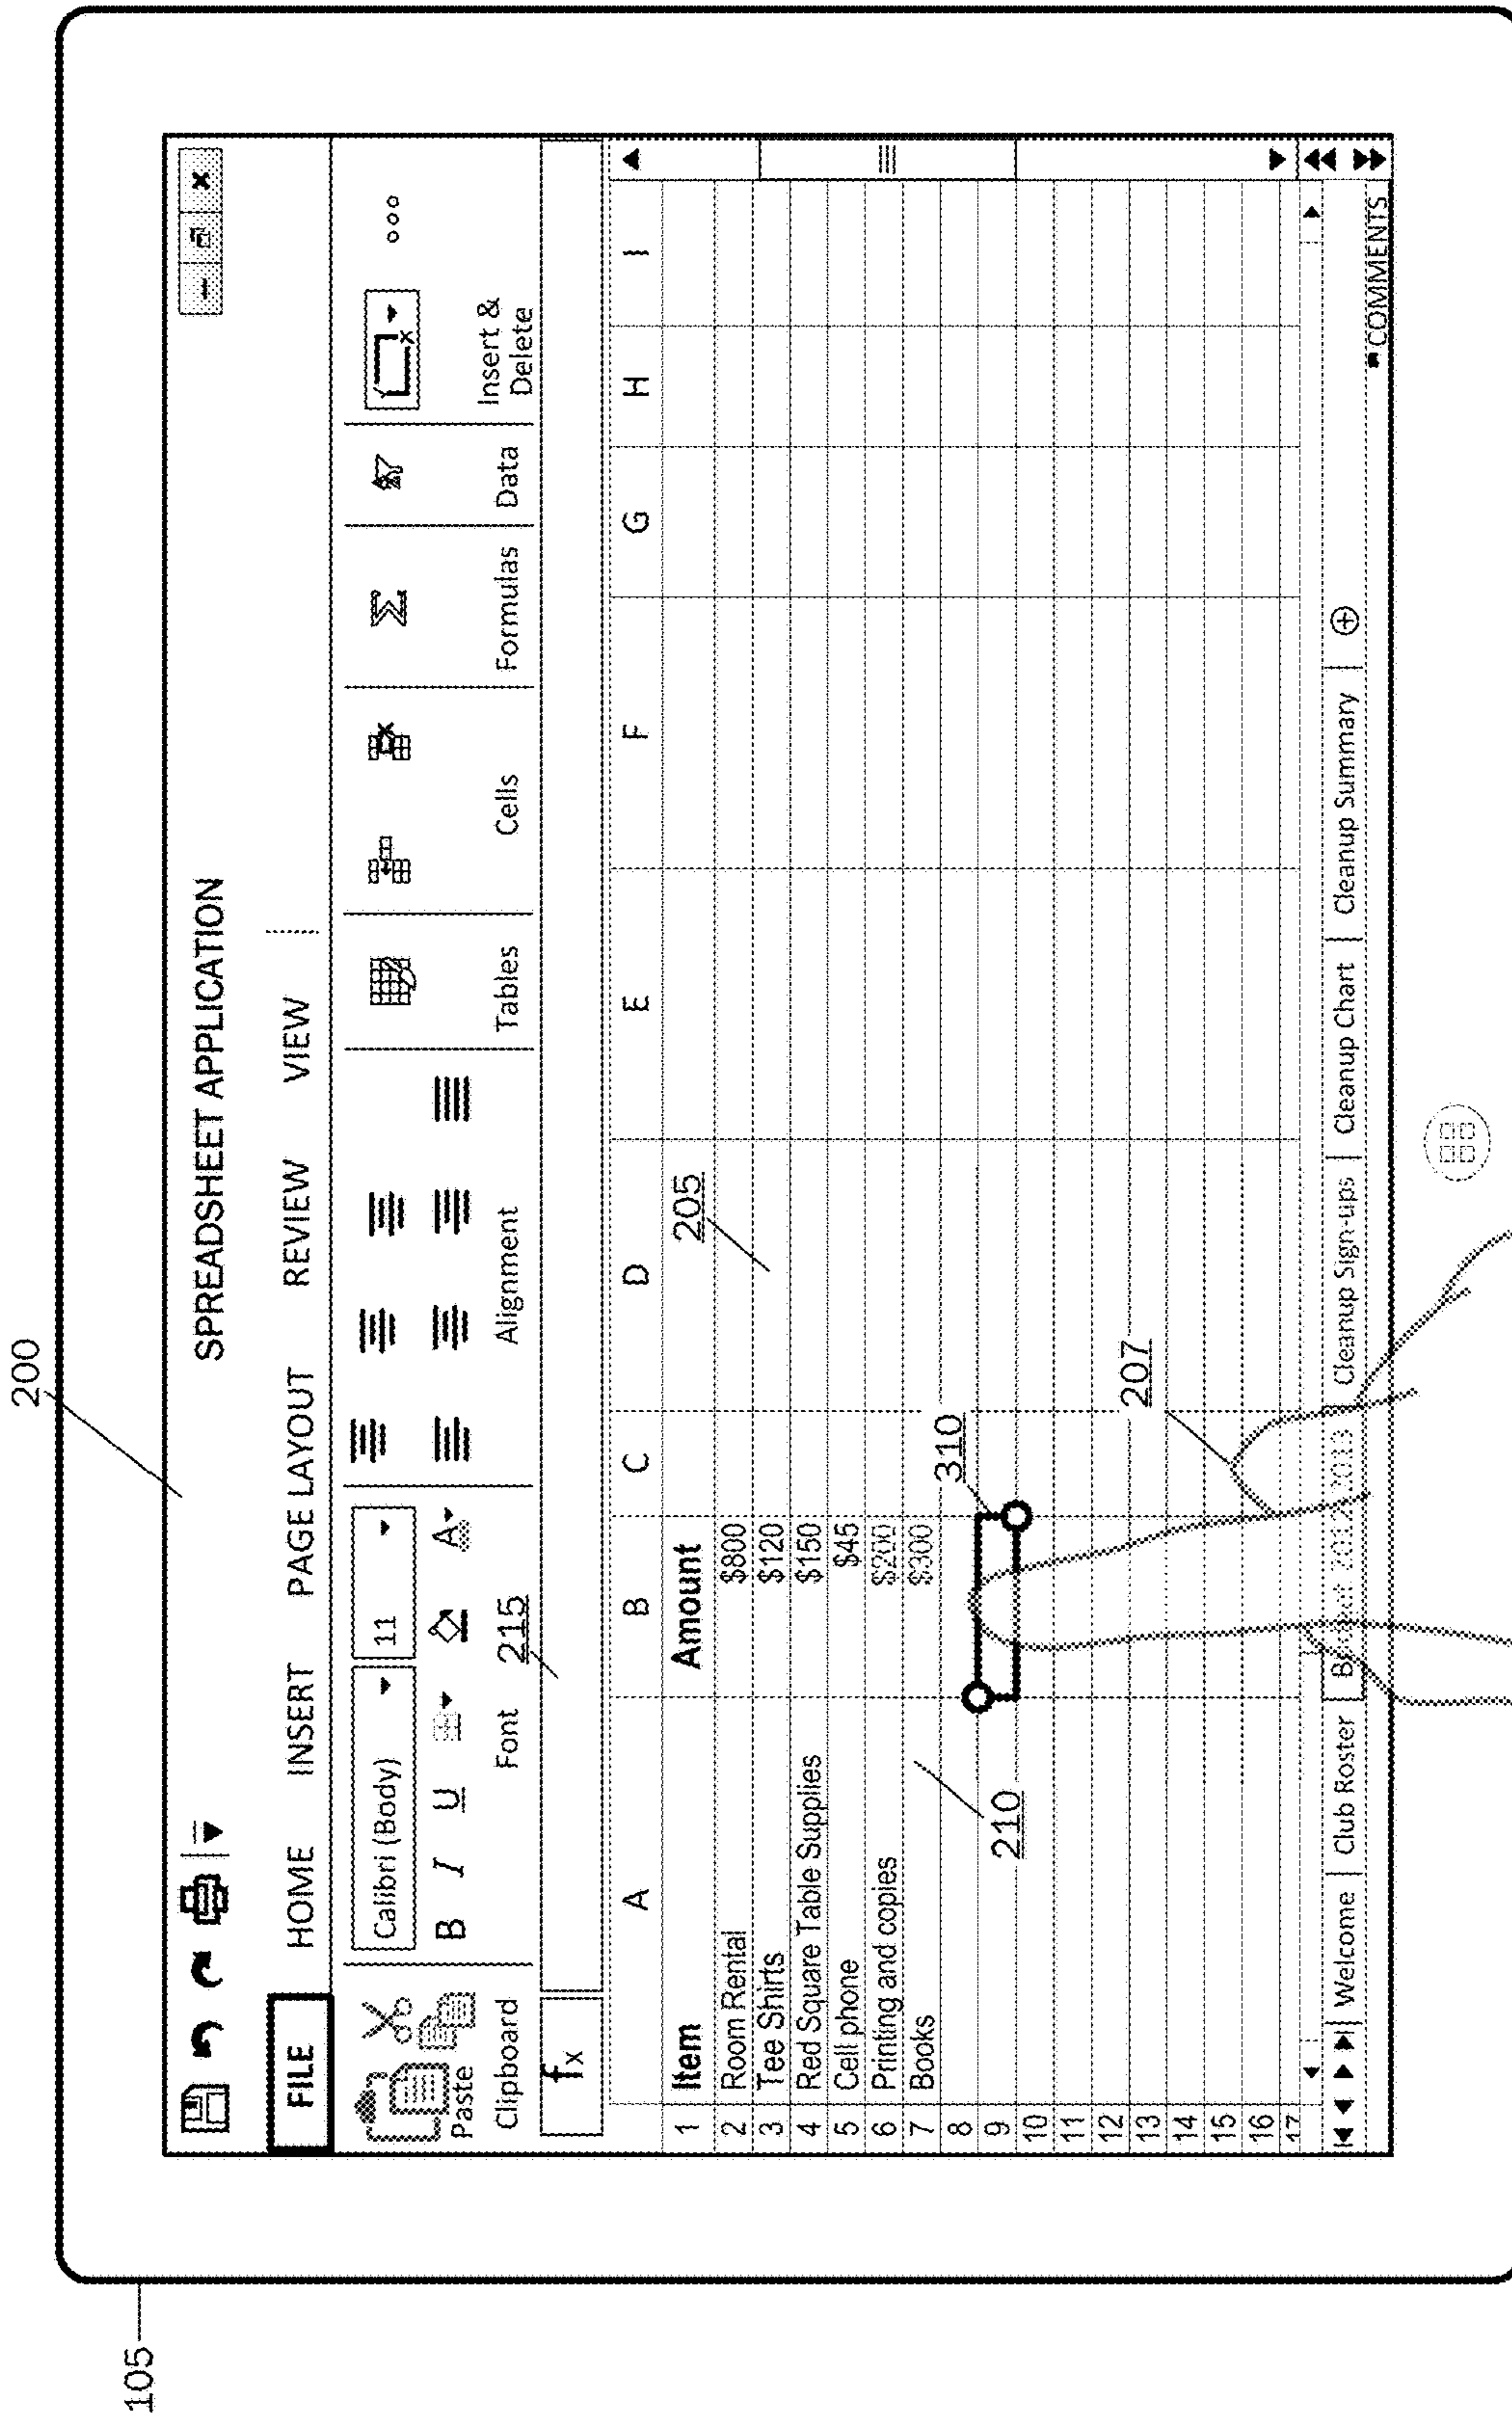 200
105
SPREADSHEET APPLICATION
FILE HOME INSERT PAGE LAYOUT REVIEW VIEW
Calibri (Body) 11
B I U A
Paste
Clipboard Font Alignment Tables Cells Formulas Data Insert & Delete
215
fx
A B C D E F G H I
1 Item Amount
205
2 Room Rental $800
3 Tee Shirts $120
4 Red Square Table Supplies $150
5 Cell phone $45
6 Printing and copies $200
7 Books $300
8
310
9
210
10
11
12
13
207
14
15
16
17
Welcome Club Roster 2012 2013 Cleanup Sign-ups Cleanup Chart Cleanup Summary
COMMENTS